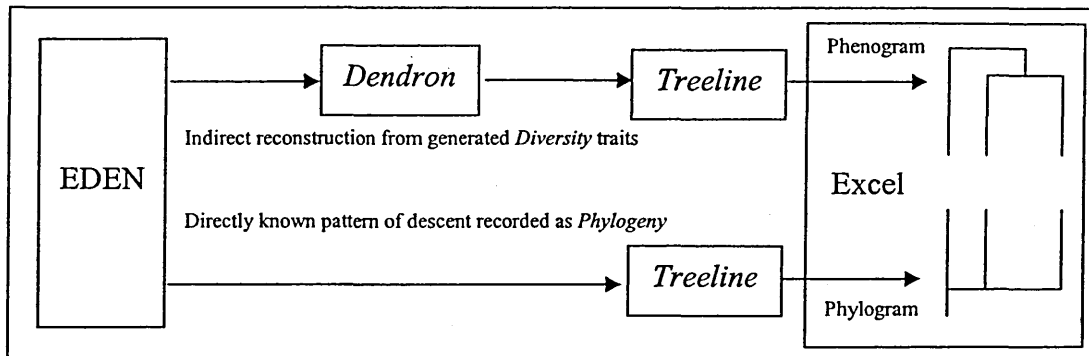 Phenogram
Dendron
Treeline
Indirect reconstruction from generated Diversity traits
EDEN
Excel
Directly known pattern of descent recorded as Phylogeny
Treeline
Phylogram